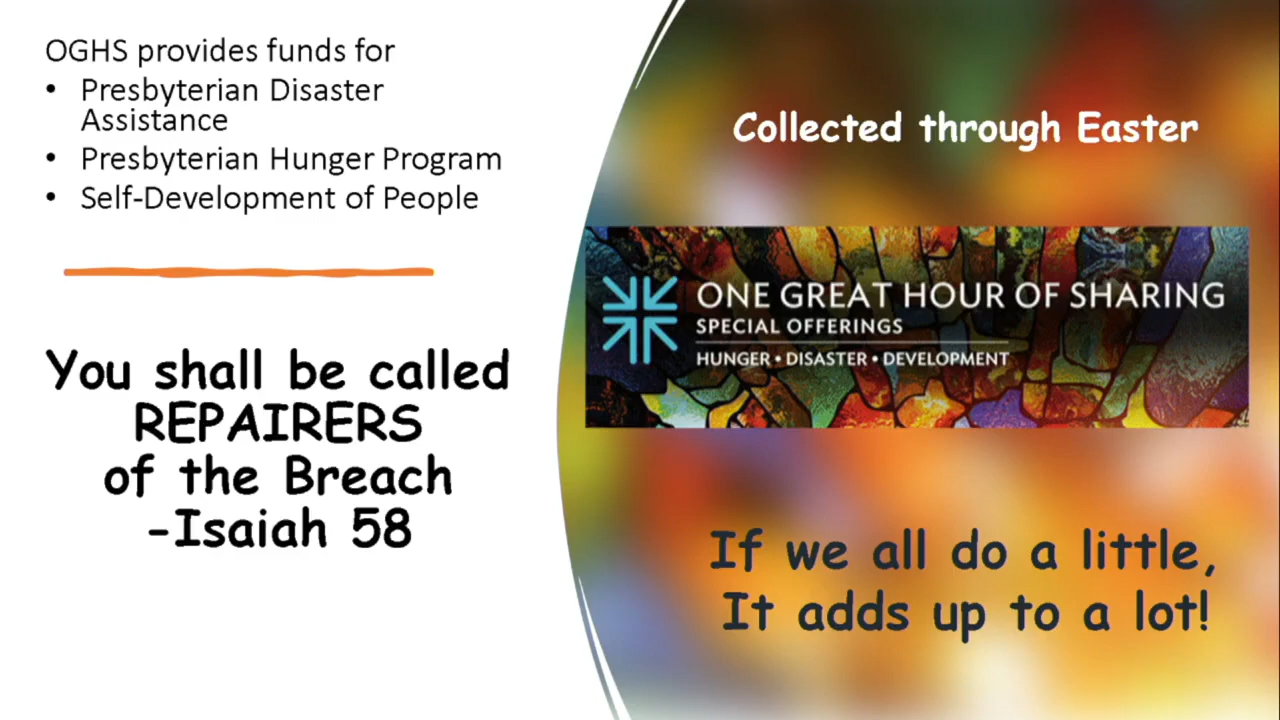 OGHS provides funds for
• Presbyterian Disaster
Assistance
• Presbyterian Hunger Program
• Self-Development of People
You shall be called
REPAIRERS
of the Breach
-Isaiah 58
Collected through Easter
ONE GREAT HOUR OF SHARING
SPECIAL OFFERINGS
HUNGER • DISASTER • DEVELOPMENT
If we all do a little,
It adds up to a lot!